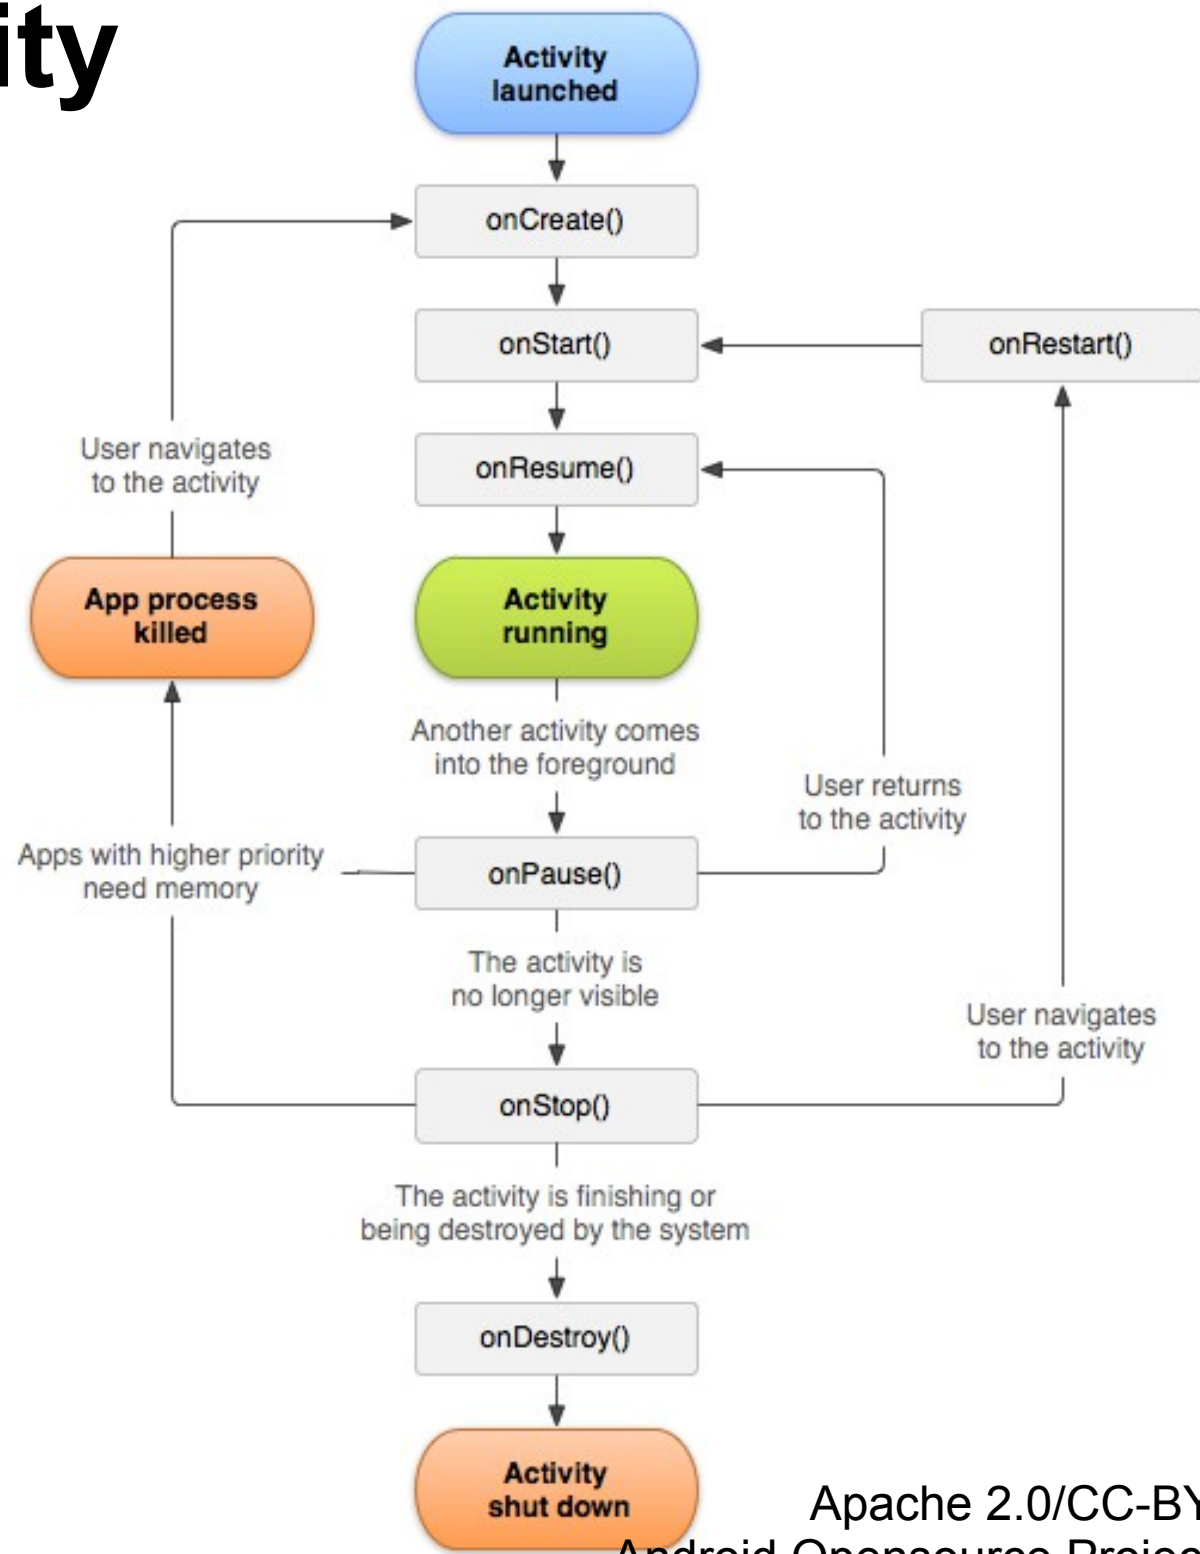 ity
Activity
launched
onCreate()
onStart()
onRestart()
onResume()
User navigates
to the activity
App process
killed
Activity
running
Another activity comes
into the foreground
User returns
to the activity
Apps with higher priority
need memory
onPause()
The activity is
no longer visible
User navigates
to the activity
onStop()
The activity is finishing or
being destroyed by the system
onDestroy()
Activity
shut down
Apache 2.0/CC-BY
Android Opensource Projec